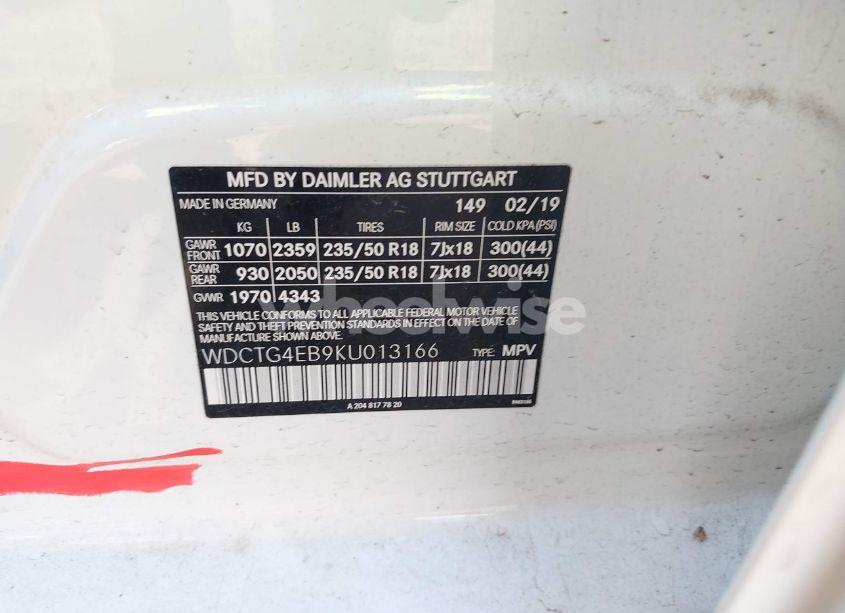 MFD BY DAIMLER AG STUTTGART
MADE IN GERMANY 149 02/19
KG LB TIRES RIM SIZE COLD KPA (PSI)
GAWR FRONT 1070 2359 235/50 R18 7Jx18 300(44)
GAWR REAR 930 2050 235/50 R18 7Jx18 300(44)
GVWR 1970 4343
THIS VEHICLE CONFORMS TO ALL APPLICABLE FEDERAL MOTOR VEHICLE
SAFETY AND THEFT PREVENTION STANDARDS IN EFFECT ON THE DATE OF
MANUFACTURE SHOWN ABOVE.
WDCTG4EB9KU013166 TYPE: MPV
A 204 817 78 20
wheelwise